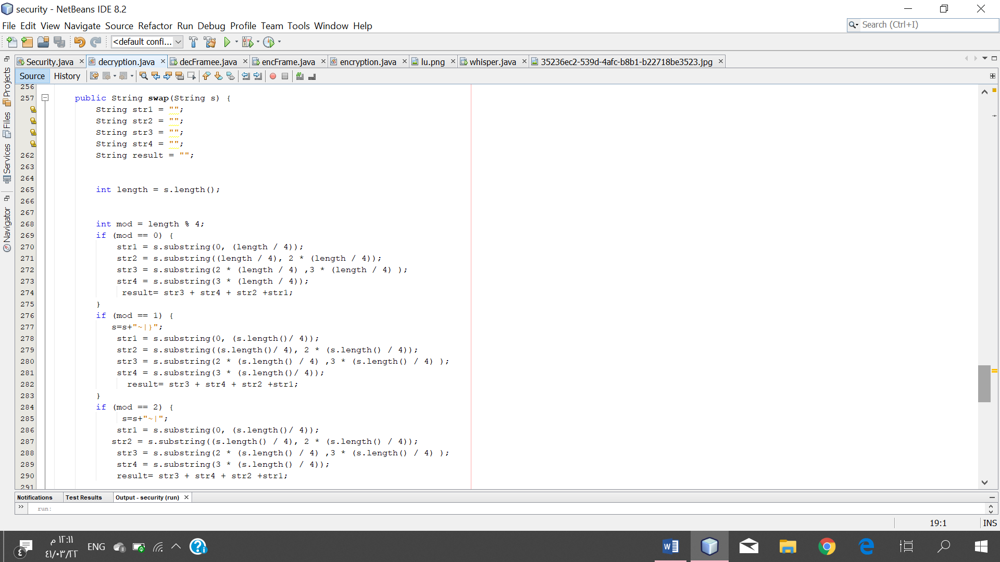 security - NetBeans IDE 8.2
File Edit View Navigate Source Refactor Run Debug Profile Team Tools Window Help
Search (Ctrl+I)
<default confi...
Security.java decryption.java decFramee.java encFrame.java encryption.java lu.png whisper.java 35236ec2-539d-4afc-b8b1-b22718be3523.jpg
Source History
Projects
Files
Services
Navigator
256
257 public String swap(String s) {
String str1 = "";
String str2 = "";
String str3 = "";
String str4 = "";
262 String result = "";
263
264
265 int length = s.length();
266
267
268 int mod = length % 4;
269 if (mod == 0) {
270 str1 = s.substring(0, (length / 4));
271 str2 = s.substring((length / 4), 2 * (length / 4));
272 str3 = s.substring(2 * (length / 4) ,3 * (length / 4) );
273 str4 = s.substring(3 * (length / 4));
274 result= str3 + str4 + str2 +str1;
275 }
276 if (mod == 1) {
277 s=s+"~|}";
278 str1 = s.substring(0, (s.length()/ 4));
279 str2 = s.substring((s.length()/ 4), 2 * (s.length() / 4));
280 str3 = s.substring(2 * (s.length() / 4) ,3 * (s.length() / 4) );
281 str4 = s.substring(3 * (s.length()/ 4));
282 result= str3 + str4 + str2 +str1;
283 }
284 if (mod == 2) {
285 s=s+"~|";
286 str1 = s.substring(0, (s.length()/ 4));
287 str2 = s.substring((s.length() / 4), 2 * (s.length() / 4));
288 str3 = s.substring(2 * (s.length() / 4) ,3 * (s.length() / 4) );
289 str4 = s.substring(3 * (s.length() / 4));
290 result= str3 + str4 + str2 +str1;
291
Notifications Test Results Output - security (run)
run:
19:1 INS
١٢:١١ م
٤١/٠٣/٢٢
ENG
٤